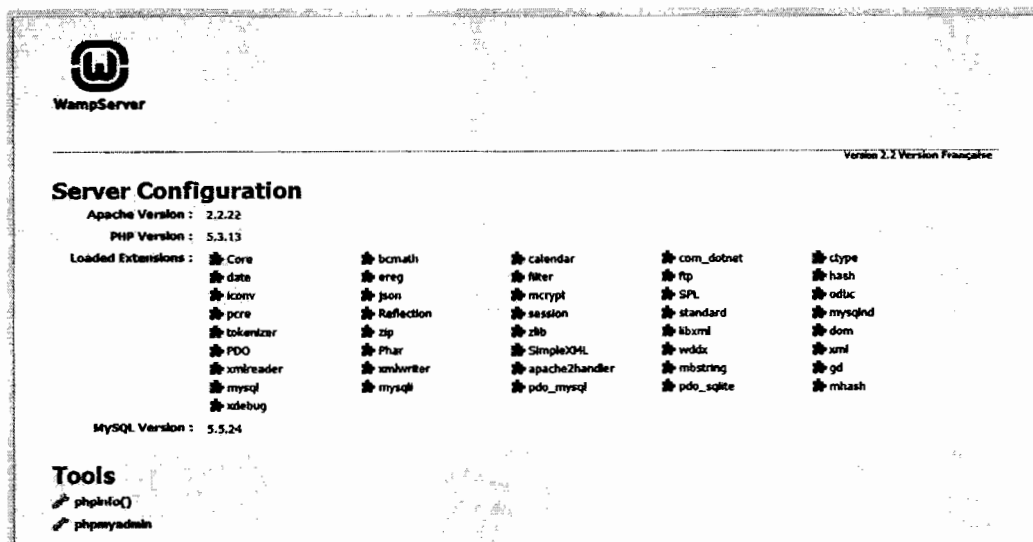 WampServer
Version 2.2 Version Française
Server Configuration
Apache Version : 2.2.22
PHP Version : 5.3.13
Loaded Extensions : Core bcmath calendar com_dotnet ctype
date ereg filter ftp hash
iconv json mcrypt SPL odbc
pcre Reflection session standard mysqlnd
tokenizer zip zlib libxml dom
PDO Phar SimpleXML wddx xml
xmlreader xmlwriter apache2handler mbstring gd
mysql mysqli pdo_mysql pdo_sqlite mhash
xdebug
MySQL Version : 5.5.24
Tools
phpinfo()
phpmyadmin